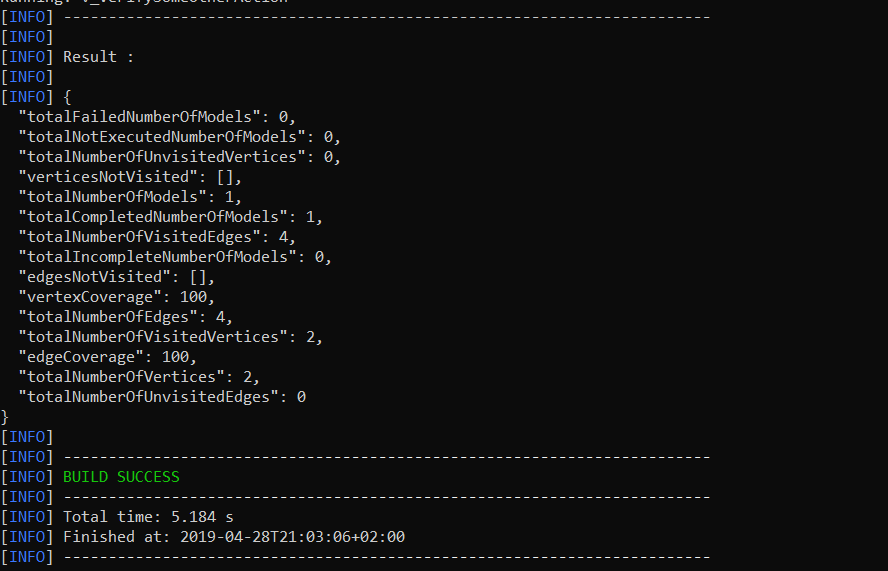 Running: v_VerifySomeOtherAction
[INFO] ------------------------------------------------------------------------
[INFO]
[INFO] Result :
[INFO]
[INFO] {
  "totalFailedNumberOfModels": 0,
  "totalNotExecutedNumberOfModels": 0,
  "totalNumberOfUnvisitedVertices": 0,
  "verticesNotVisited": [],
  "totalNumberOfModels": 1,
  "totalCompletedNumberOfModels": 1,
  "totalNumberOfVisitedEdges": 4,
  "totalIncompleteNumberOfModels": 0,
  "edgesNotVisited": [],
  "vertexCoverage": 100,
  "totalNumberOfEdges": 4,
  "totalNumberOfVisitedVertices": 2,
  "edgeCoverage": 100,
  "totalNumberOfVertices": 2,
  "totalNumberOfUnvisitedEdges": 0
}
[INFO]
[INFO] ------------------------------------------------------------------------
[INFO] BUILD SUCCESS
[INFO] ------------------------------------------------------------------------
[INFO] Total time: 5.184 s
[INFO] Finished at: 2019-04-28T21:03:06+02:00
[INFO] ------------------------------------------------------------------------